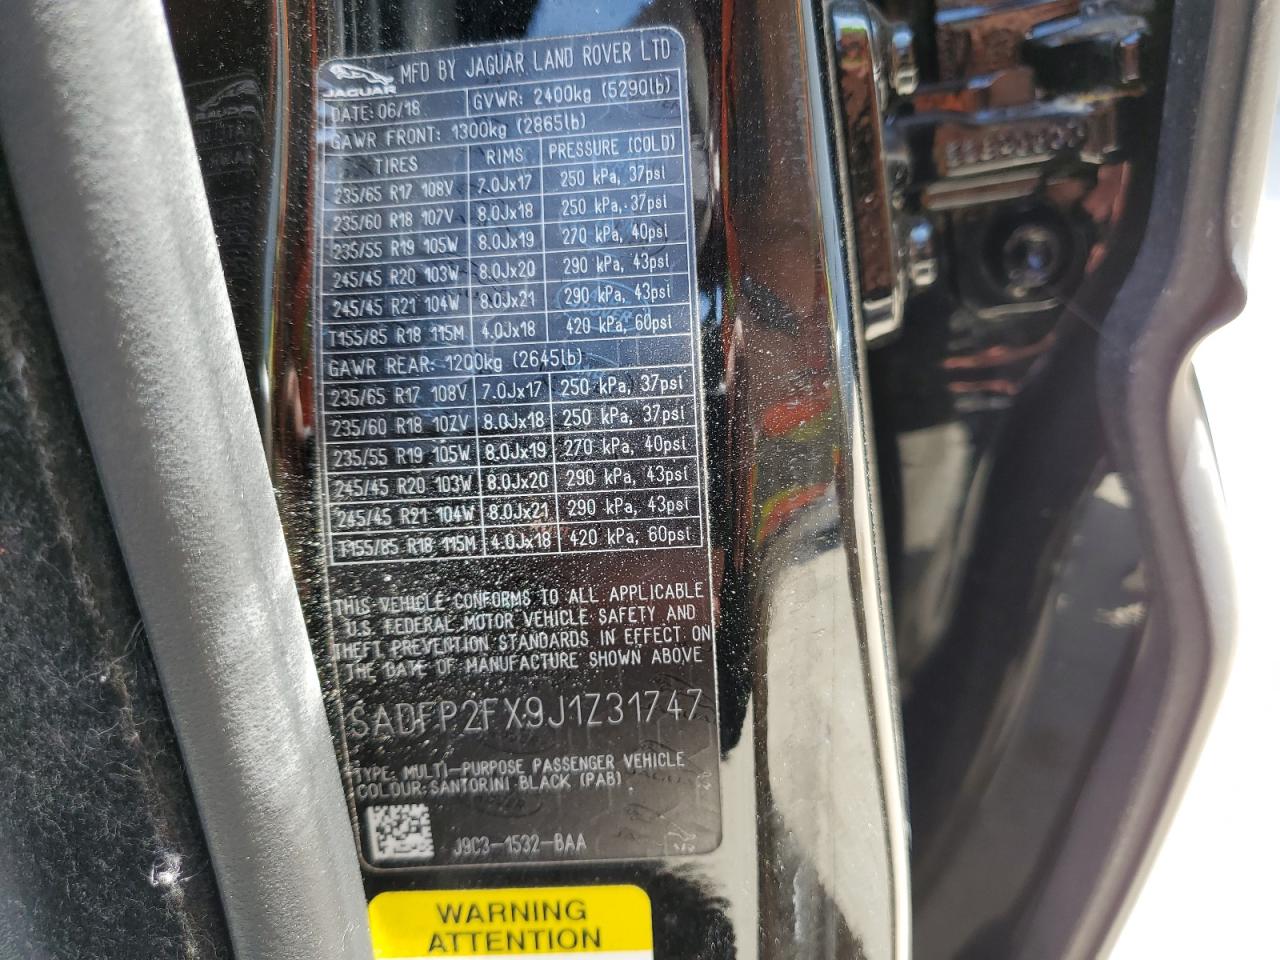 JAGUAR MFD BY JAGUAR LAND ROVER LTD
DATE: 06/18 GVWR: 2400kg (5290lb)
GAWR FRONT: 1300kg (2865lb)
TIRES RIMS PRESSURE (COLD)
235/65 R17 108V 7.0Jx17 250 kPa, 37psi
235/60 R18 107V 8.0Jx18 250 kPa, 37psi
235/55 R19 105W 8.0Jx19 270 kPa, 40psi
245/45 R20 103W 8.0Jx20 290 kPa, 43psi
245/45 R21 104W 8.0Jx21 290 kPa, 43psi
T155/85 R18 115M 4.0Jx18 420 kPa, 60psi
GAWR REAR: 1200kg (2645lb)
235/65 R17 108V 7.0Jx17 250 kPa, 37psi
235/60 R18 107V 8.0Jx18 250 kPa, 37psi
235/55 R19 105W 8.0Jx19 270 kPa, 40psi
245/45 R20 103W 8.0Jx20 290 kPa, 43psi
245/45 R21 104W 8.0Jx21 290 kPa, 43psi
T155/85 R18 115M 4.0Jx18 420 kPa, 60psi
THIS VEHICLE CONFORMS TO ALL APPLICABLE
U.S. FEDERAL MOTOR VEHICLE SAFETY AND
THEFT PREVENTION STANDARDS IN EFFECT ON
THE DATE OF MANUFACTURE SHOWN ABOVE
SADFP2FX9J1Z31747
TYPE: MULTI-PURPOSE PASSENGER VEHICLE
COLOUR: SANTORINI BLACK (PAB)
J9C3-1532-BAA
WARNING
ATTENTION